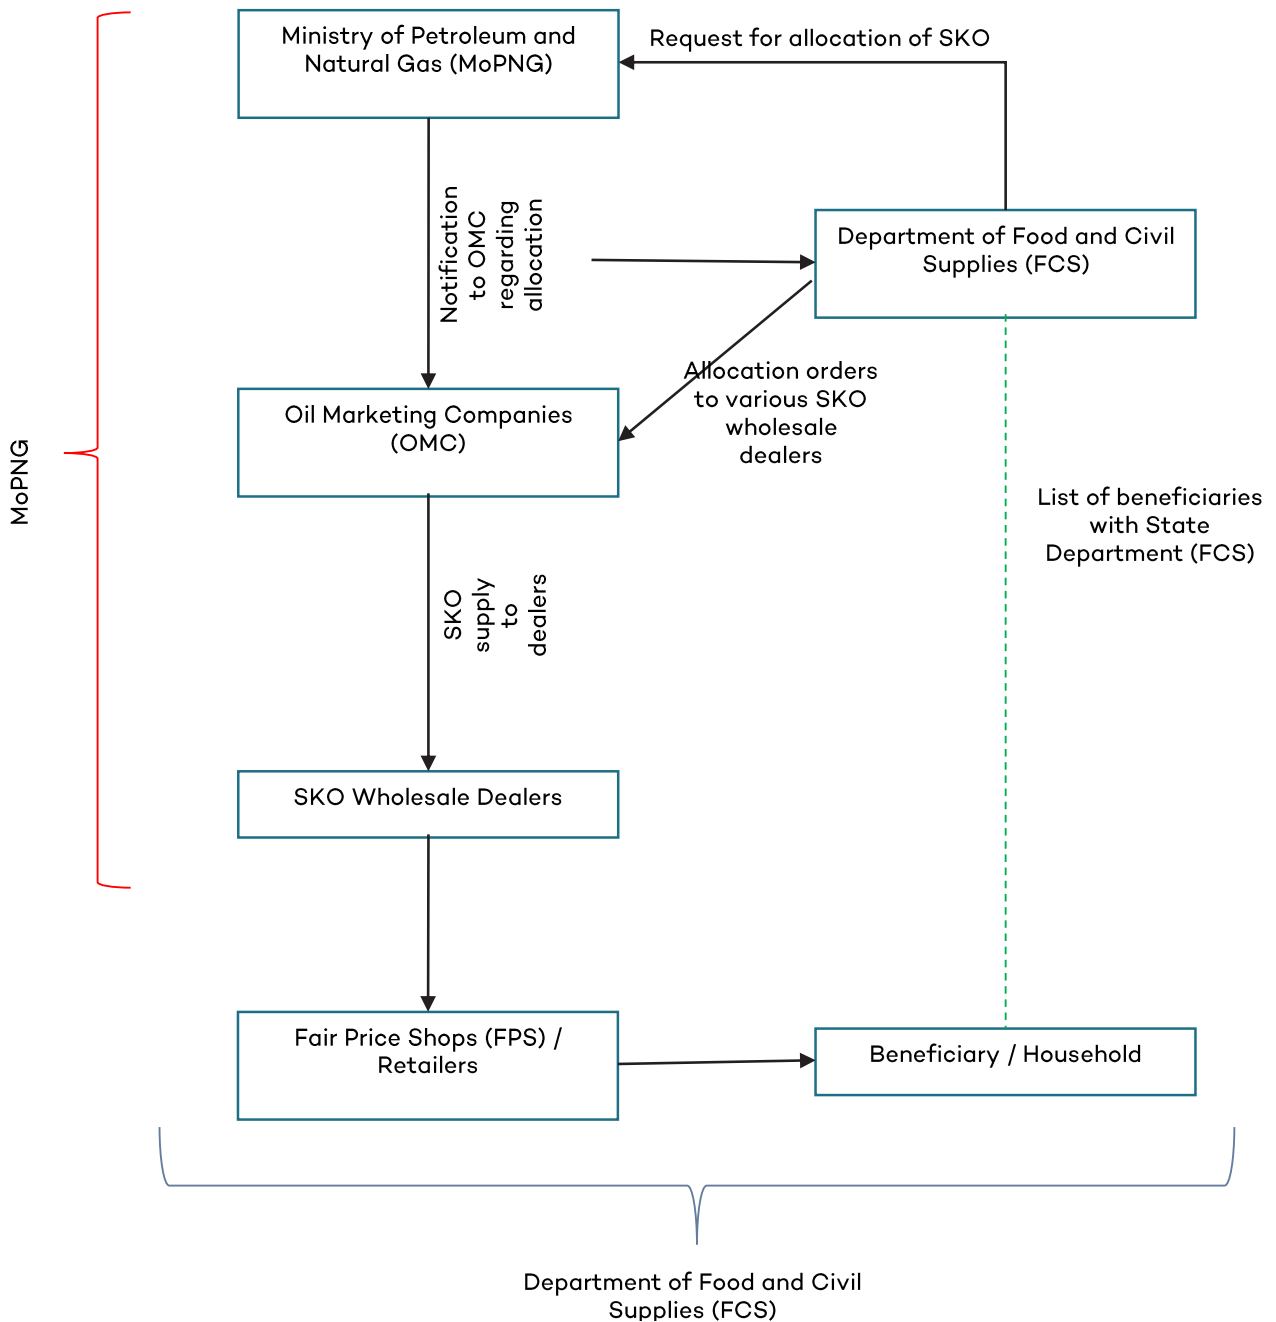 Ministry of Petroleum and
Natural Gas (MoPNG)
Request for allocation of SKO
Notification
to OMC
regarding
allocation
Department of Food and Civil
Supplies (FCS)
Allocation orders
to various SKO
wholesale
dealers
Oil Marketing Companies
(OMC)
MoPNG
List of beneficiaries
with State
Department (FCS)
SKO
supply
to
dealers
SKO Wholesale Dealers
Fair Price Shops (FPS) /
Retailers
Beneficiary / Household
Department of Food and Civil
Supplies (FCS)